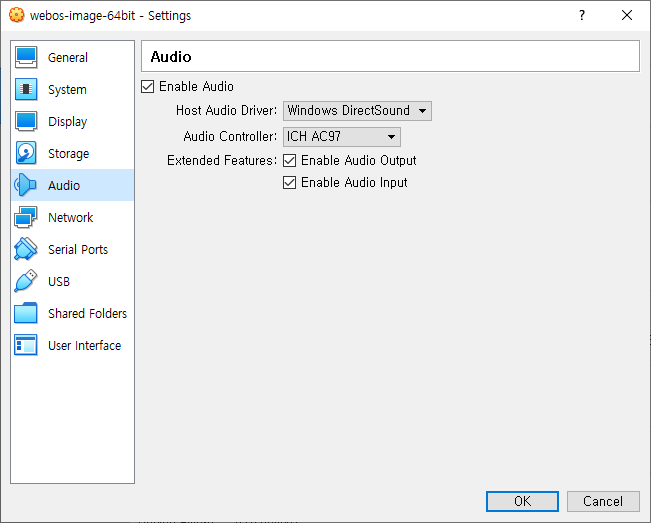 webos-image-64bit - Settings
?
General
System
Display
Storage
Audio
Network
Serial Ports
USB
Shared Folders
User Interface
Audio
Enable Audio
Host Audio Driver: Windows DirectSound
Audio Controller: ICH AC97
Extended Features: Enable Audio Output
Enable Audio Input
OK Cancel